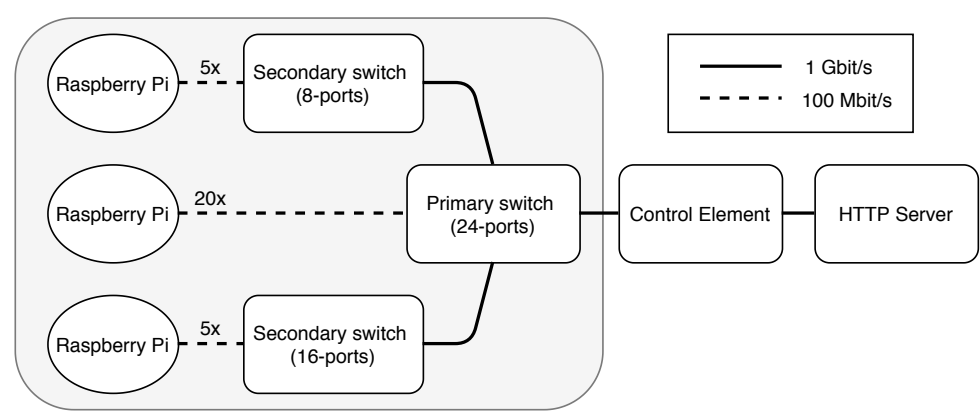 Raspberry Pi
5x
Secondary switch
(8-ports)
1 Gbit/s
100 Mbit/s
Raspberry Pi
20x
Primary switch
(24-ports)
Control Element
HTTP Server
Raspberry Pi
5x
Secondary switch
(16-ports)